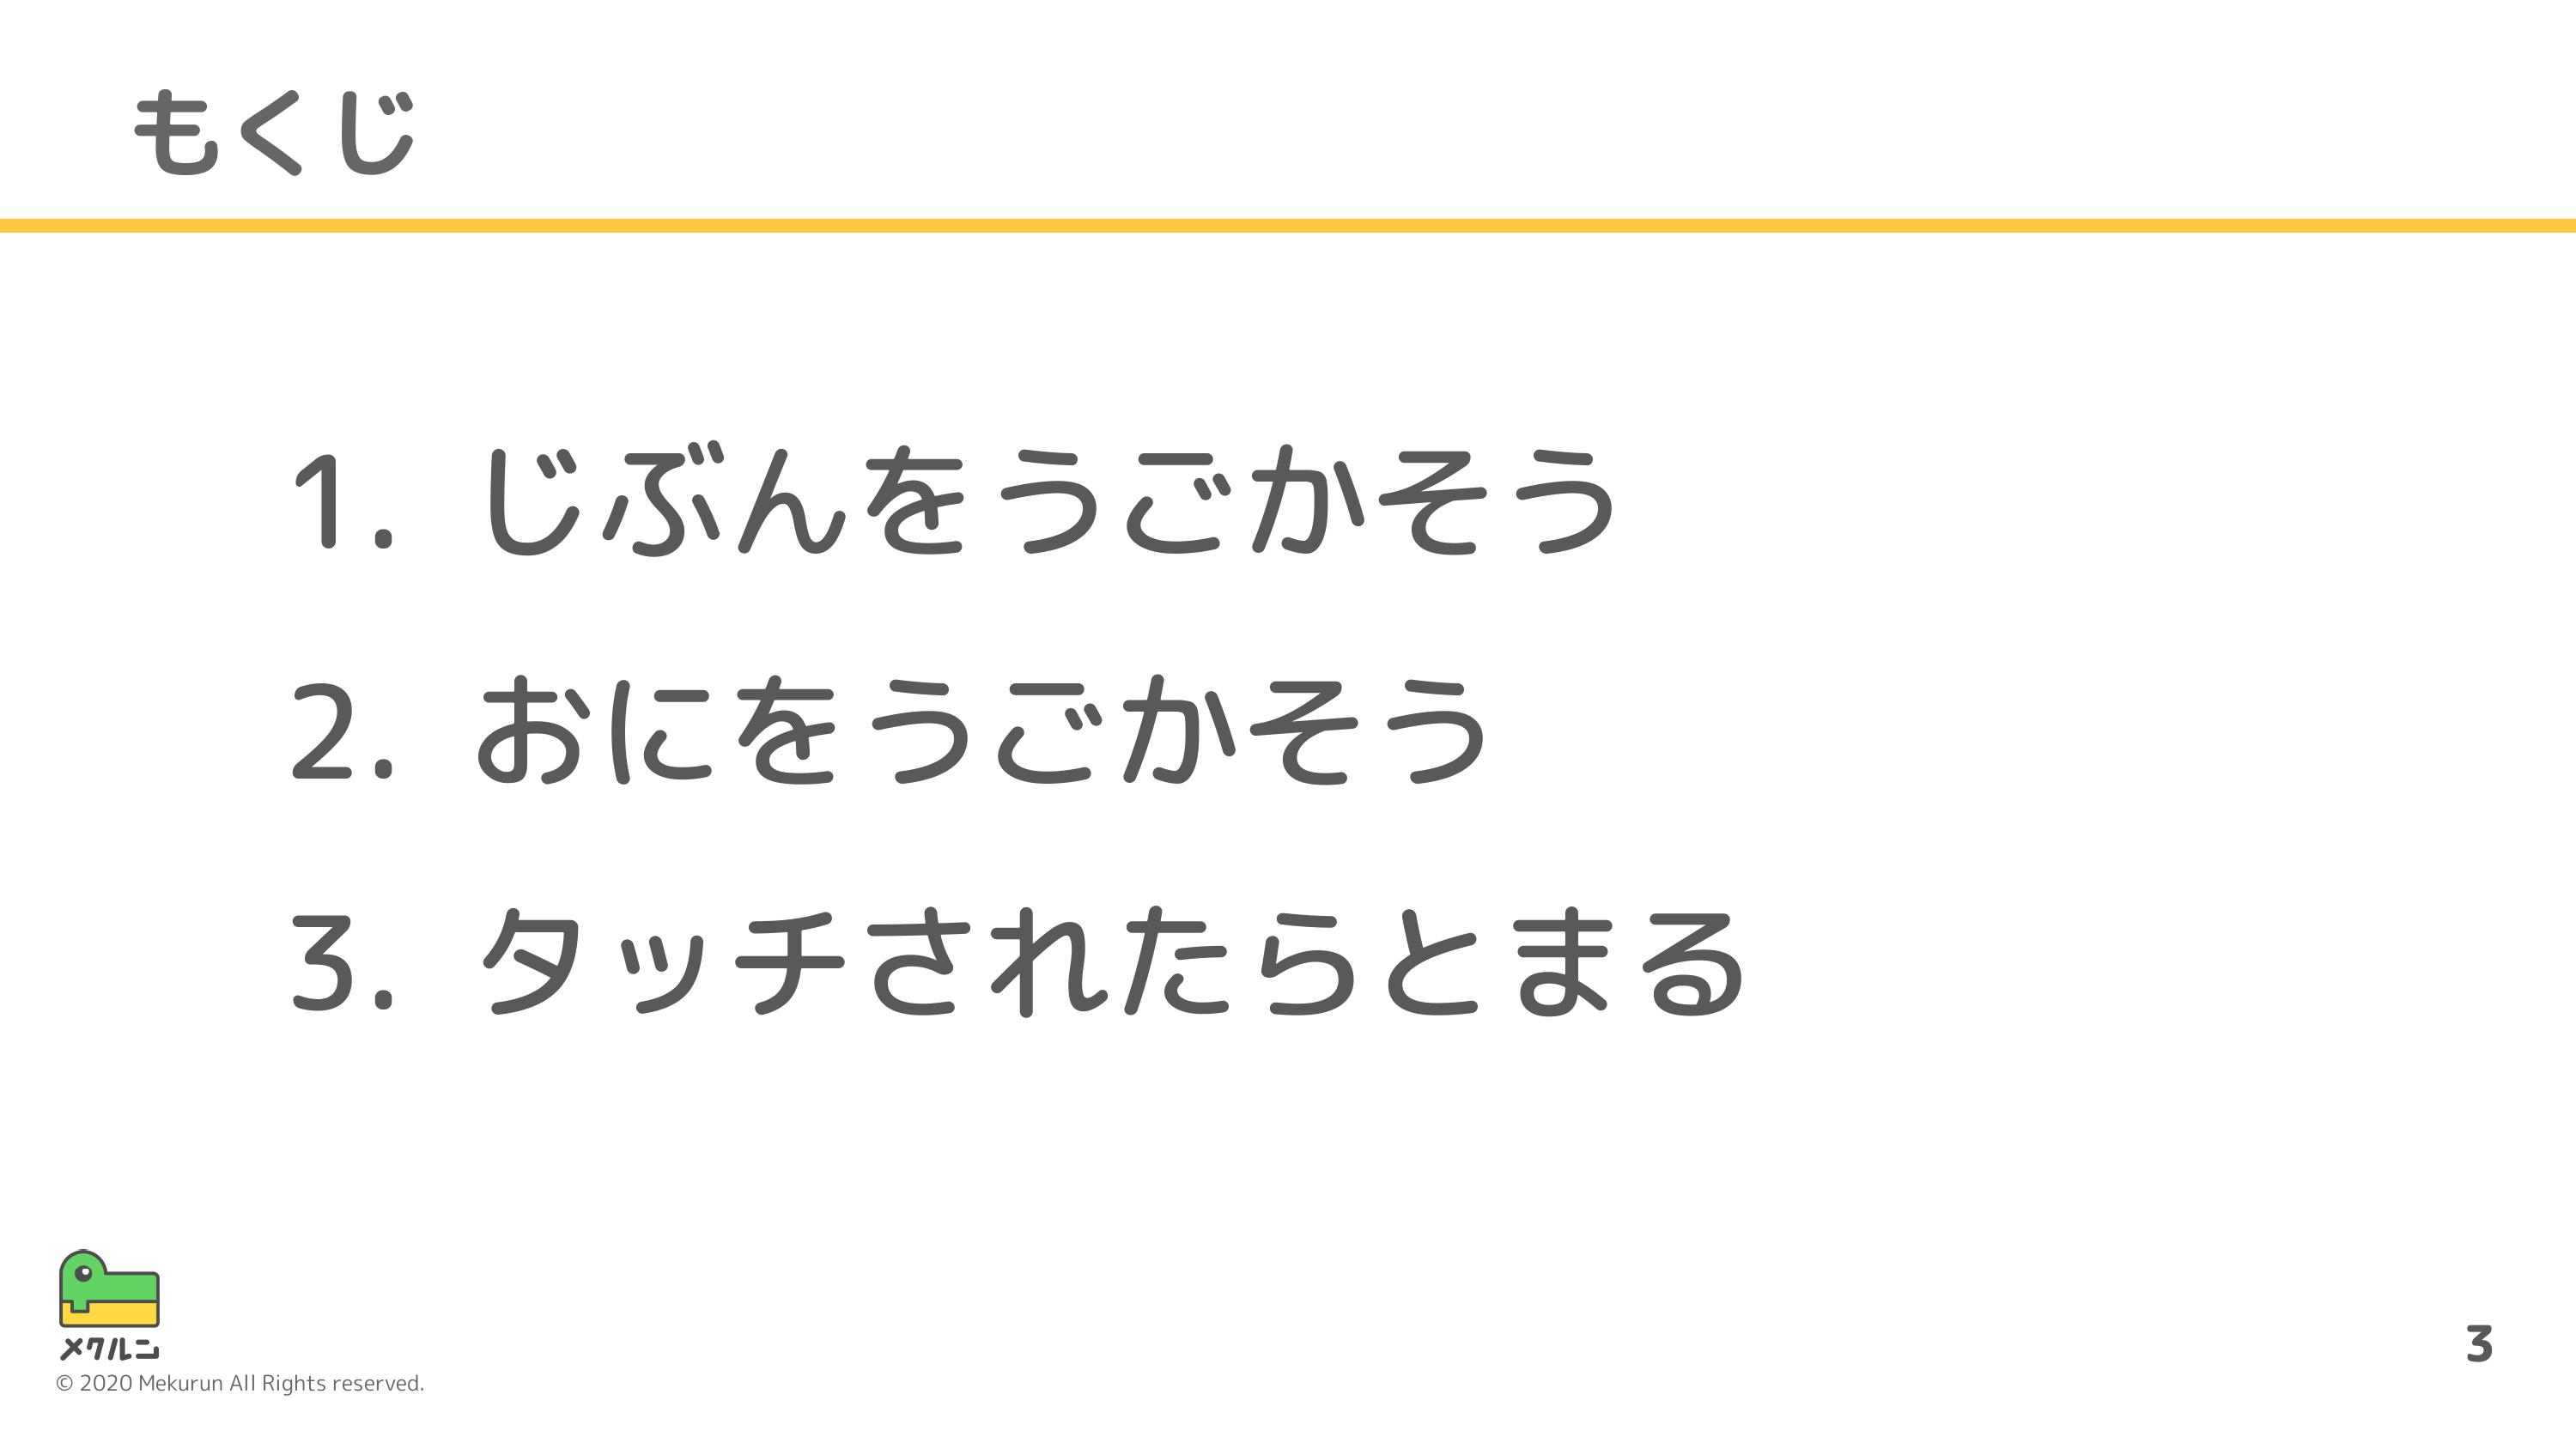 もくじ
1. じぶんをうごかそう
2. おにをうごかそう
3. タッチされたらとまる
メクルン
© 2020 Mekurun All Rights reserved.
3